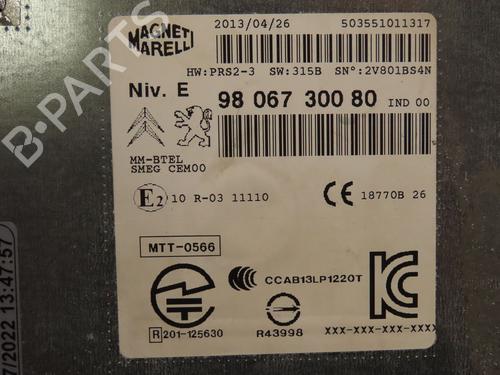 MAGNETI MARELLI
2013/04/26 503551011317
HW:PRS2-3 SW:315B SN°:2V801BS4N
Niv. E 98 067 300 80 IND 00
MM-BTEL
SMEG CEM00
E2 10 R-03 11110
CE 18770B 26
MTT-0566
CCAB13LP1220T
R 201-125630
R43998
XXX-XXX-XXX-XXX/
7/2022 13:47:57
B-PARTS